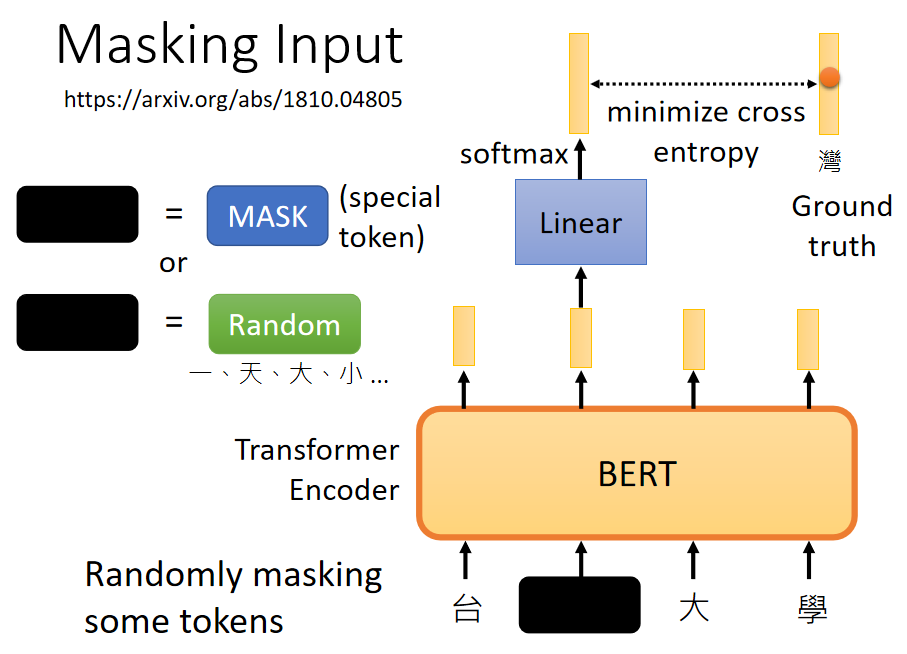 Masking Input
https://arxiv.org/abs/1810.04805
minimize cross
entropy
softmax
灣
Ground
truth
Linear
=
MASK
(special
token)
or
=
Random
一、天、大、小 ...
Transformer
Encoder
BERT
Randomly masking
some tokens
台
大
學